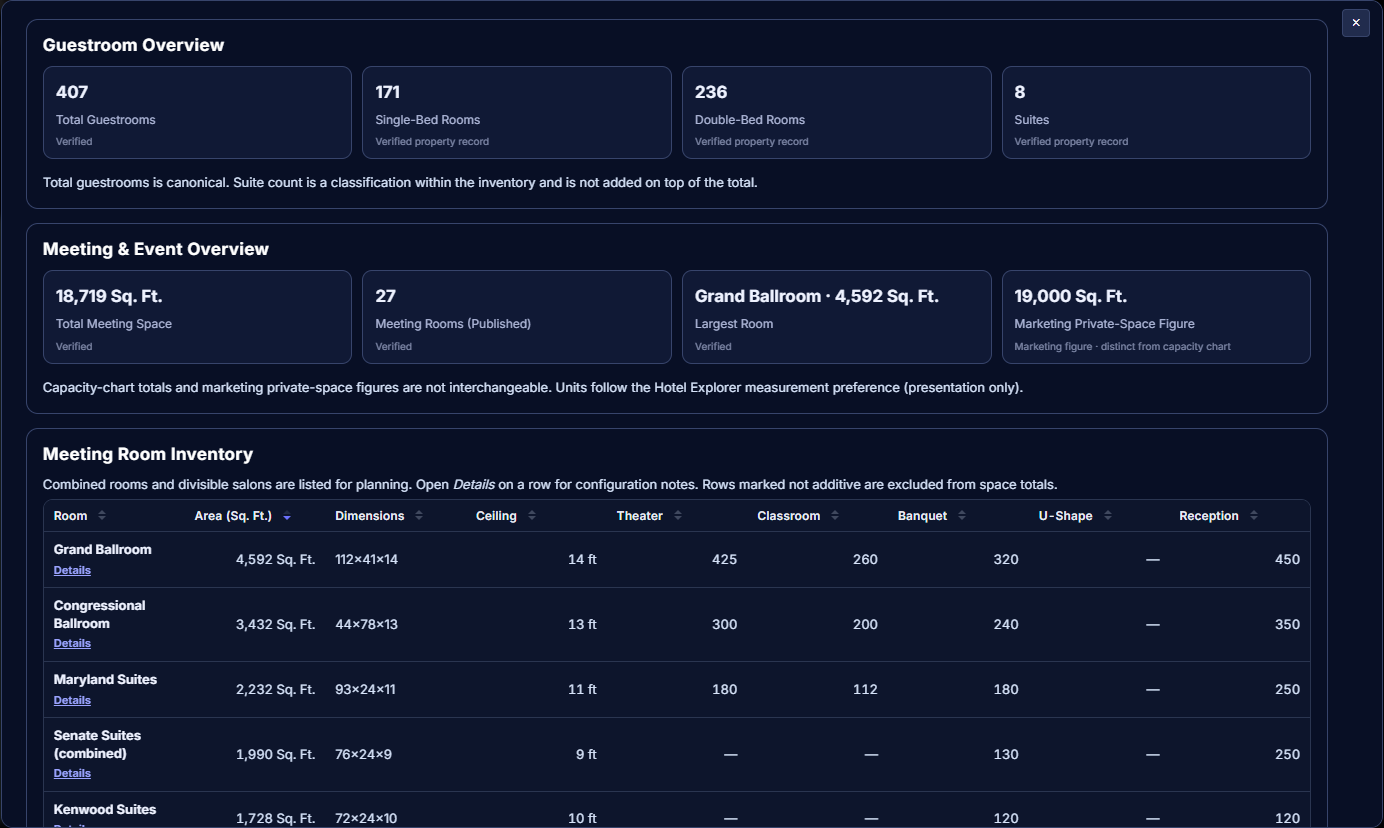 ×
Guestroom Overview
407
Total Guestrooms
Verified
171
Single-Bed Rooms
Verified property record
236
Double-Bed Rooms
Verified property record
8
Suites
Verified property record
Total guestrooms is canonical. Suite count is a classification within the inventory and is not added on top of the total.
Meeting & Event Overview
18,719 Sq. Ft.
Total Meeting Space
Verified
27
Meeting Rooms (Published)
Verified
Grand Ballroom · 4,592 Sq. Ft.
Largest Room
Verified
19,000 Sq. Ft.
Marketing Private-Space Figure
Marketing figure · distinct from capacity chart
Capacity-chart totals and marketing private-space figures are not interchangeable. Units follow the Hotel Explorer measurement preference (presentation only).
Meeting Room Inventory
Combined rooms and divisible salons are listed for planning. Open Details on a row for configuration notes. Rows marked not additive are excluded from space totals.
Room Area (Sq. Ft.) Dimensions Ceiling Theater Classroom Banquet U-Shape Reception
Grand Ballroom
Details
4,592 Sq. Ft. 112×41×14 14 ft 425 260 320 — 450
Congressional
Ballroom
Details
3,432 Sq. Ft. 44×78×13 13 ft 300 200 240 — 350
Maryland Suites
Details
2,232 Sq. Ft. 93×24×11 11 ft 180 112 180 — 250
Senate Suites
(combined)
Details
1,990 Sq. Ft. 76×24×9 9 ft — — 130 — 250
Kenwood Suites
1,728 Sq. Ft. 72×24×10 10 ft — — 120 — 120